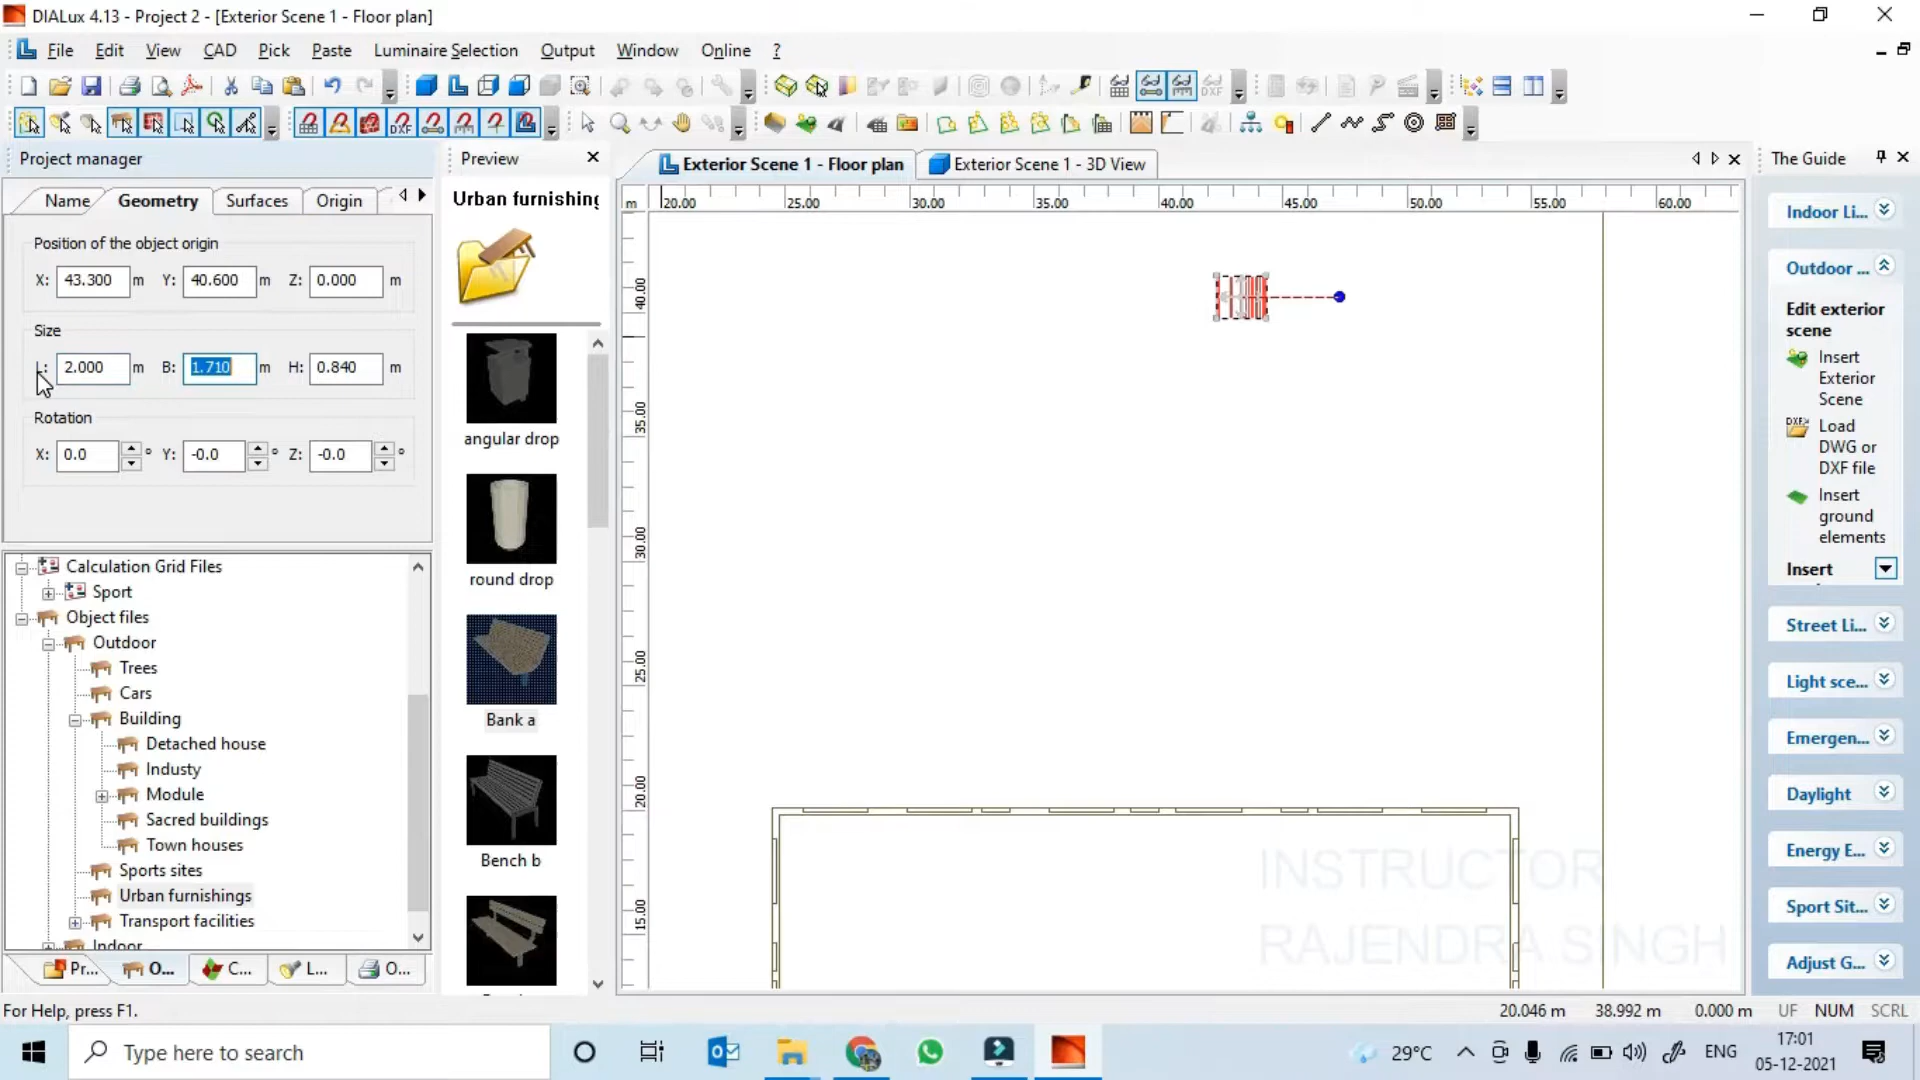 DIALux 4.13 - Project 2 - [Exterior Scene 1 - Floor plan]
File Edit View CAD Pick Paste Luminaire Selection Output Window Online ?
Project manager
Name Geometry Surfaces Origin
Position of the object origin
X: 43.300 m Y: 40.600 m Z: 0.000 m
Size
L: 2.000 m B: 1.710 m H: 0.840 m
Rotation
X: 0.0 ° Y: -0.0 ° Z: -0.0 °
Calculation Grid Files
Sport
Object files
Outdoor
Trees
Cars
Building
Detached house
Industy
Module
Sacred buildings
Town houses
Sports sites
Urban furnishings
Transport facilities
Indoor
Pr... O... C... L... O...
Preview
Urban furnishing
angular drop
round drop
Bank a
Bench b
Exterior Scene 1 - Floor plan Exterior Scene 1 - 3D View
m 20.00 25.00 30.00 35.00 40.00 45.00 50.00 55.00 60.00
40.00
35.00
30.00
25.00
20.00
15.00
INSTRUCTOR
RAJENDRA SINGH
The Guide
Indoor Li...
Outdoor ...
Edit exterior
scene
Insert
Exterior
Scene
Load
DWG or
DXF file
Insert
ground
elements
Insert
Street Li...
Light sce...
Emergen...
Daylight
Energy E...
Sport Sit...
Adjust G...
For Help, press F1.
20.046 m 38.992 m 0.000 m UF NUM SCRL
Type here to search
29°C ENG
17:01
05-12-2021